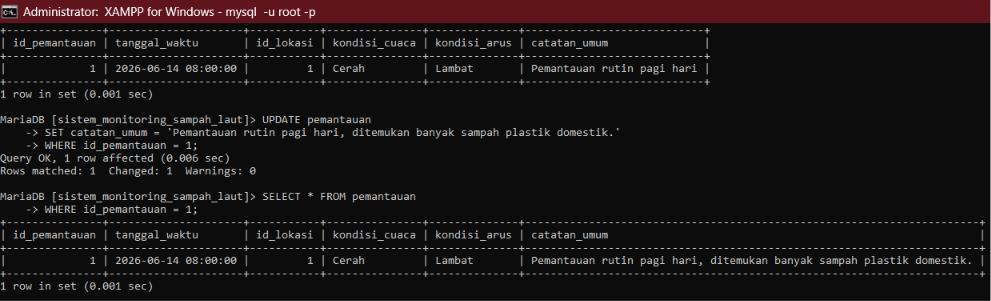 Administrator: XAMPP for Windows - mysql -u root -p
+--------------+---------------------+-----------+---------------+--------------+----------------------------+
| id_pemantauan | tanggal_waktu | id_lokasi | kondisi_cuaca | kondisi_arus | catatan_umum |
+--------------+---------------------+-----------+---------------+--------------+----------------------------+
| 1 | 2026-06-14 08:00:00 | 1 | Cerah | Lambat | Pemantauan rutin pagi hari |
+--------------+---------------------+-----------+---------------+--------------+----------------------------+
1 row in set (0.001 sec)
MariaDB [sistem_monitoring_sampah_laut]> UPDATE pemantauan
-> SET catatan_umum = 'Pemantauan rutin pagi hari, ditemukan banyak sampah plastik domestik.'
-> WHERE id_pemantauan = 1;
Query OK, 1 row affected (0.006 sec)
Rows matched: 1 Changed: 1 Warnings: 0
MariaDB [sistem_monitoring_sampah_laut]> SELECT * FROM pemantauan
-> WHERE id_pemantauan = 1;
+---------------+---------------------+-----------+---------------+--------------+-----------------------------------------------------------------------+
| id_pemantauan | tanggal_waktu | id_lokasi | kondisi_cuaca | kondisi_arus | catatan_umum |
+---------------+---------------------+-----------+---------------+--------------+-----------------------------------------------------------------------+
| 1 | 2026-06-14 08:00:00 | 1 | Cerah | Lambat | Pemantauan rutin pagi hari, ditemukan banyak sampah plastik domestik. |
+---------------+---------------------+-----------+---------------+--------------+-----------------------------------------------------------------------+
1 row in set (0.001 sec)